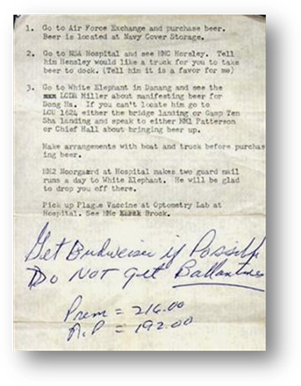 1. Go to Air Force Exchange and purchase beer.
Beer is located at Navy Cover Storage.
2. Go to NSA Hospital and see HMC Horsley. Tell
him Hensley would like a truck for you to take
beer to dock. (Tell him it is a favor for me)
3. Go to White Elephant in Danang and see the
LCDR Miller about manifesting beer for
Dong Ha. If you can't locate him go to
LCU 1624 either the bridge landing or Camp Ten
Sha landing and speak to either HM1 Patterson
or Chief Hall about bringing beer up.
Make arrangements with boat and truck before purchas
ing beer.
HM2 Noorgaard at Hospital makes two guard mail
runs a day to White Elephant. He will be glad
to drop you off there.
Pick up Plague Vaccine at Optometry Lab at
Hospital. See HMC Brock.
Get Budweiser if Possible
Do NOT get Ballantines
Prem = 216.00
R.P = 192.00